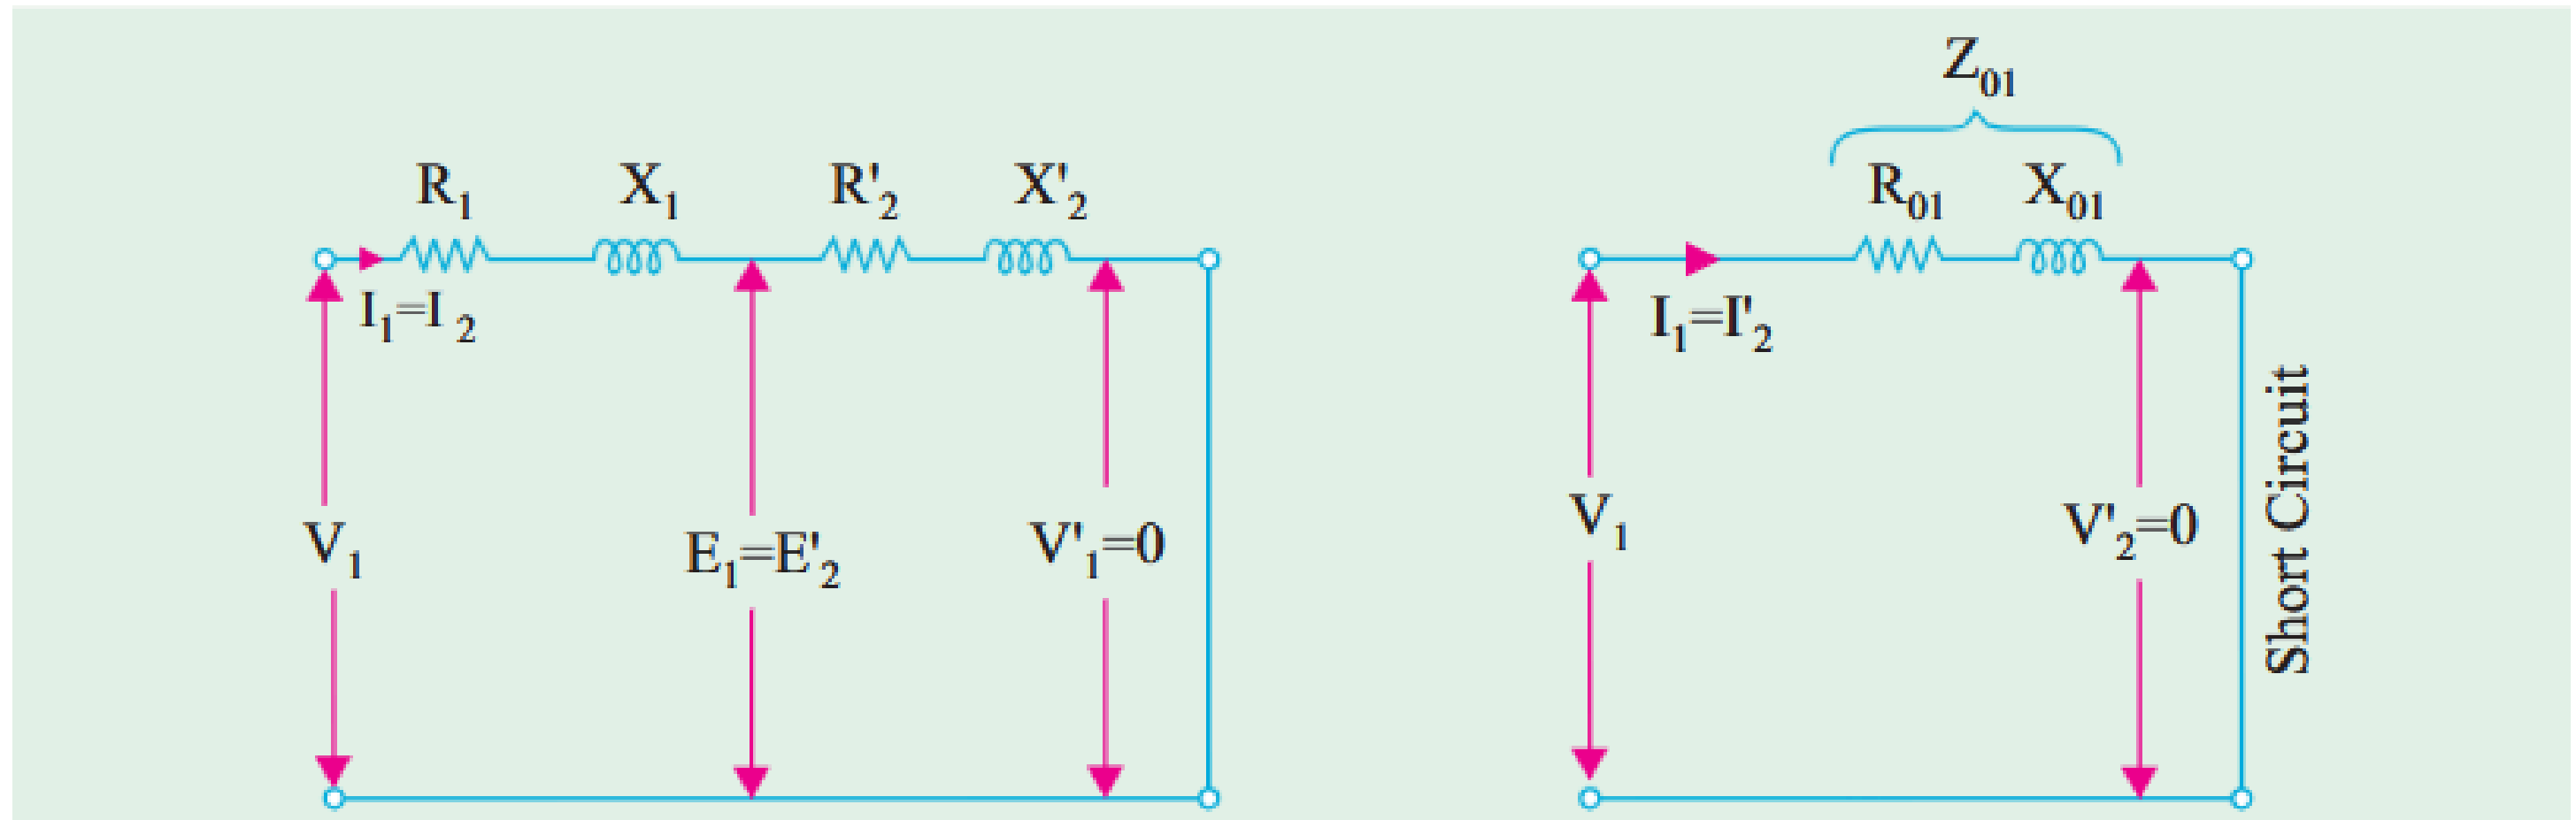 R₁ X₁ R'₂ X'₂
I₁=I ₂
V₁
E₁=E'₂
V'₁=0
Z₀₁
R₀₁ X₀₁
I₁=I'₂
V₁
V'₂=0
Short Circuit